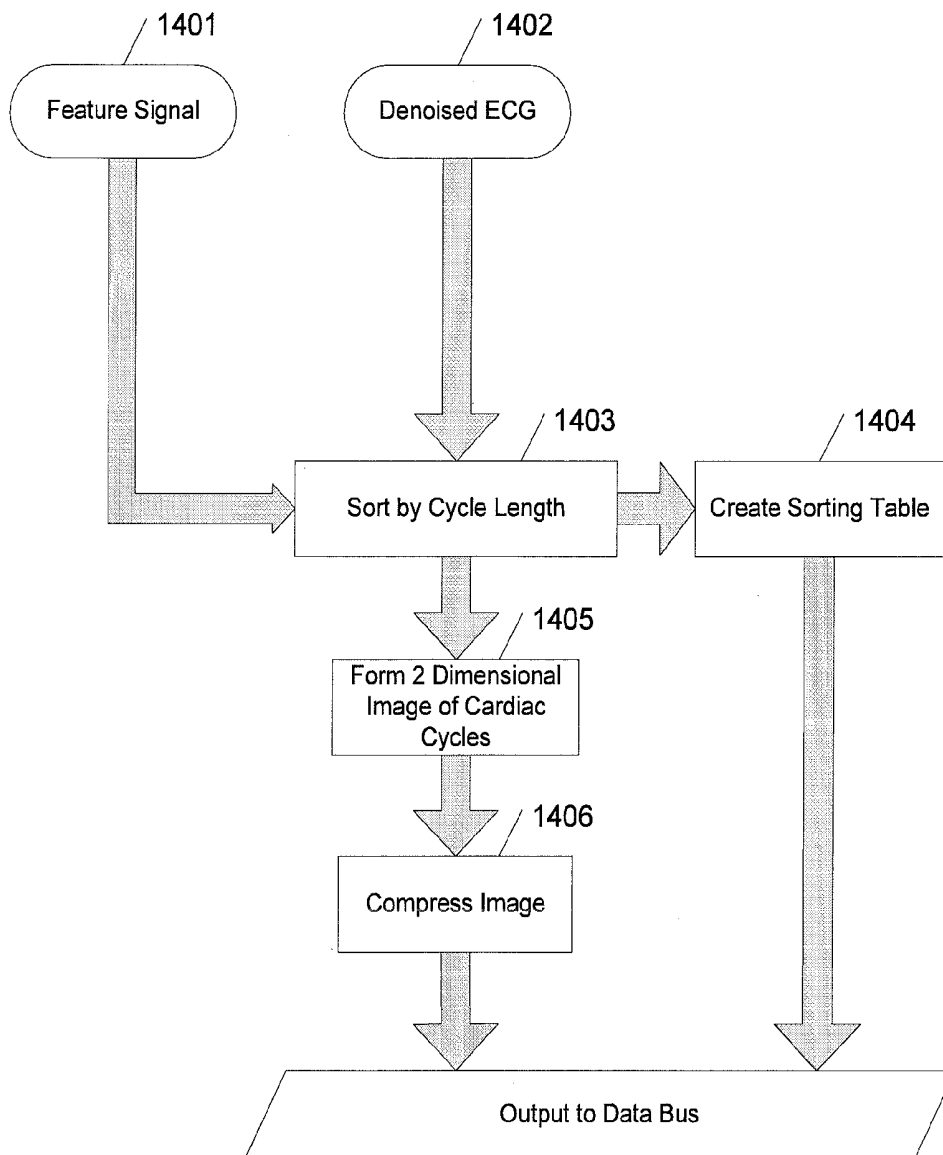 1401
1402
Feature Signal
Denoised ECG
1403
1404
Sort by Cycle Length
Create Sorting Table
1405
Form 2 Dimensional
Image of Cardiac
Cycles
1406
Compress Image
Output to Data Bus